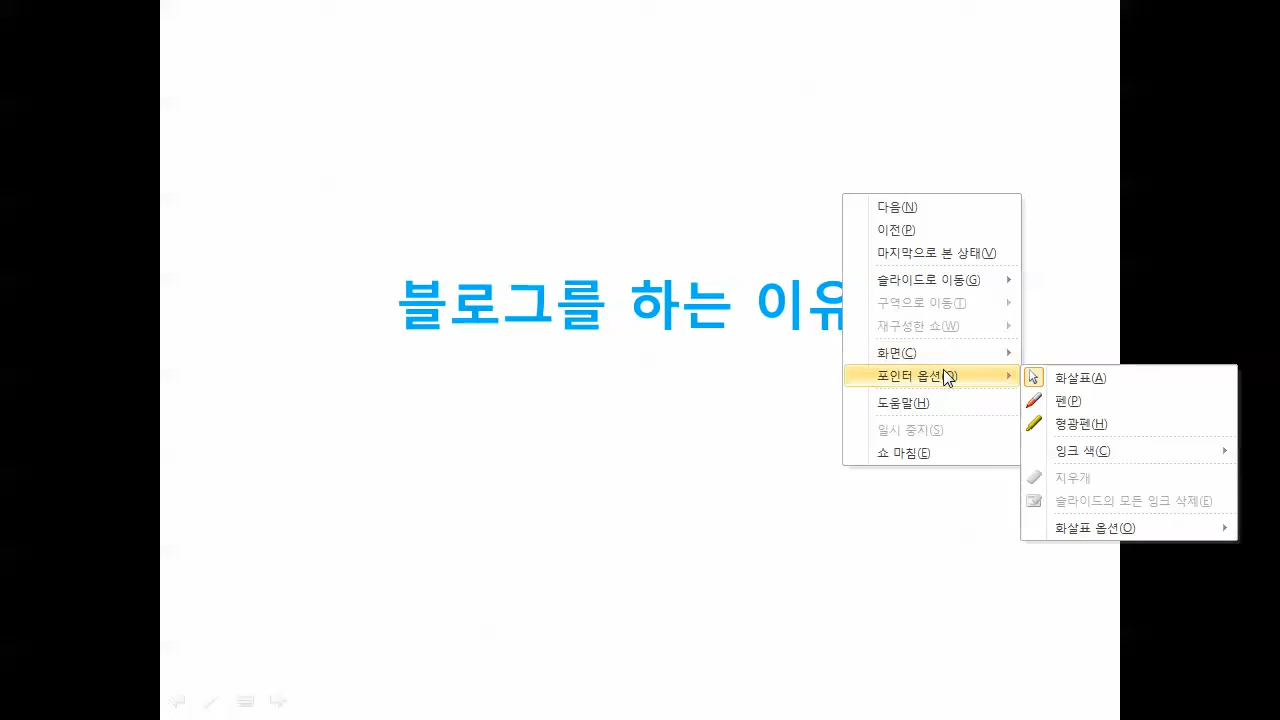 블로그를 하는 이유
다음(N)
이전(P)
마지막으로 본 상태(V)
슬라이드로 이동(G)
구역으로 이동(T)
재구성한 쇼(W)
화면(C)
포인터 옵션(O)
도움말(H)
일시 중지(S)
쇼 마침(E)
화살표(A)
펜(P)
형광펜(H)
잉크 색(C)
지우개
슬라이드의 모든 잉크 삭제(E)
화살표 옵션(O)